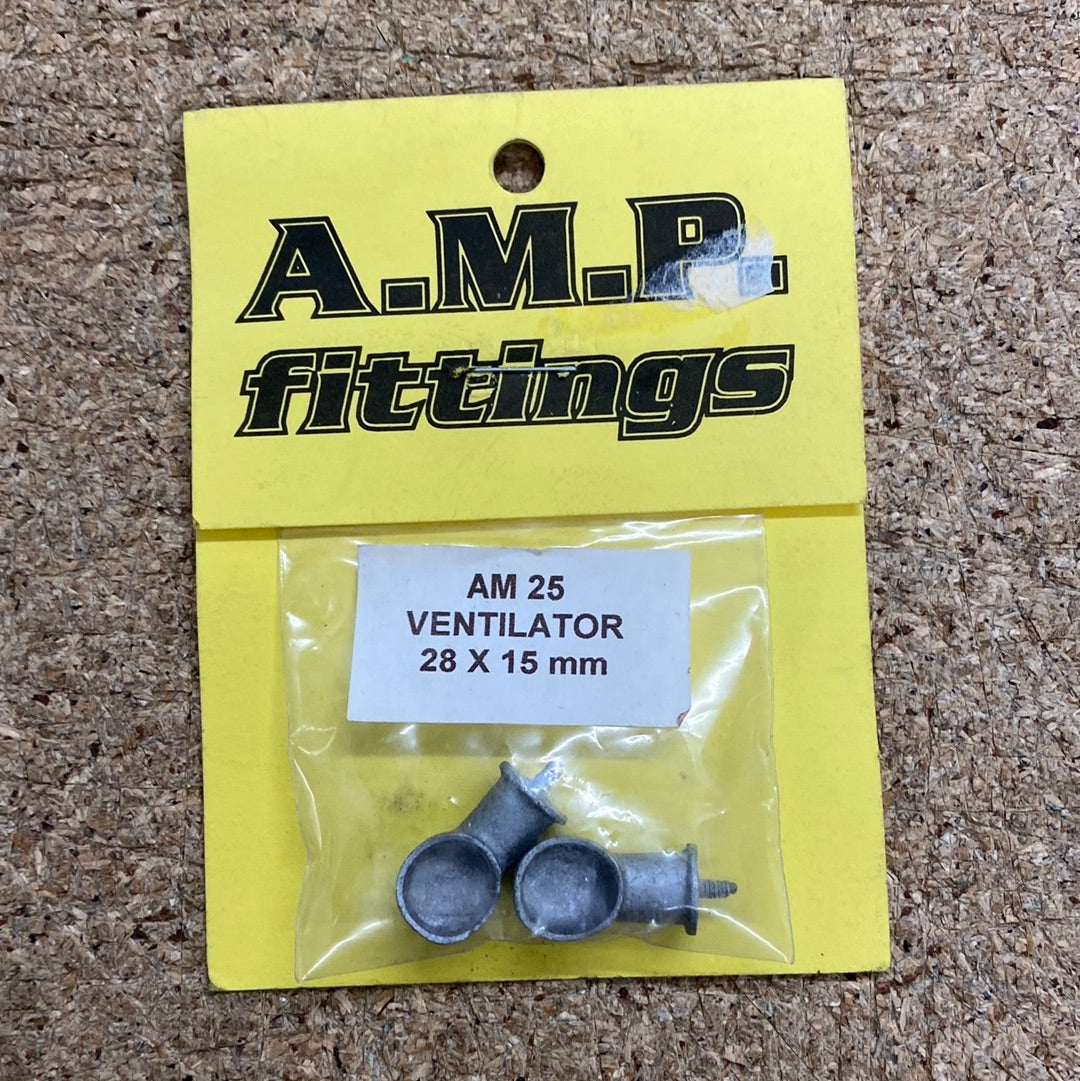 A.M.P.
fittings
AM 25
VENTILATOR
28 X 15 mm